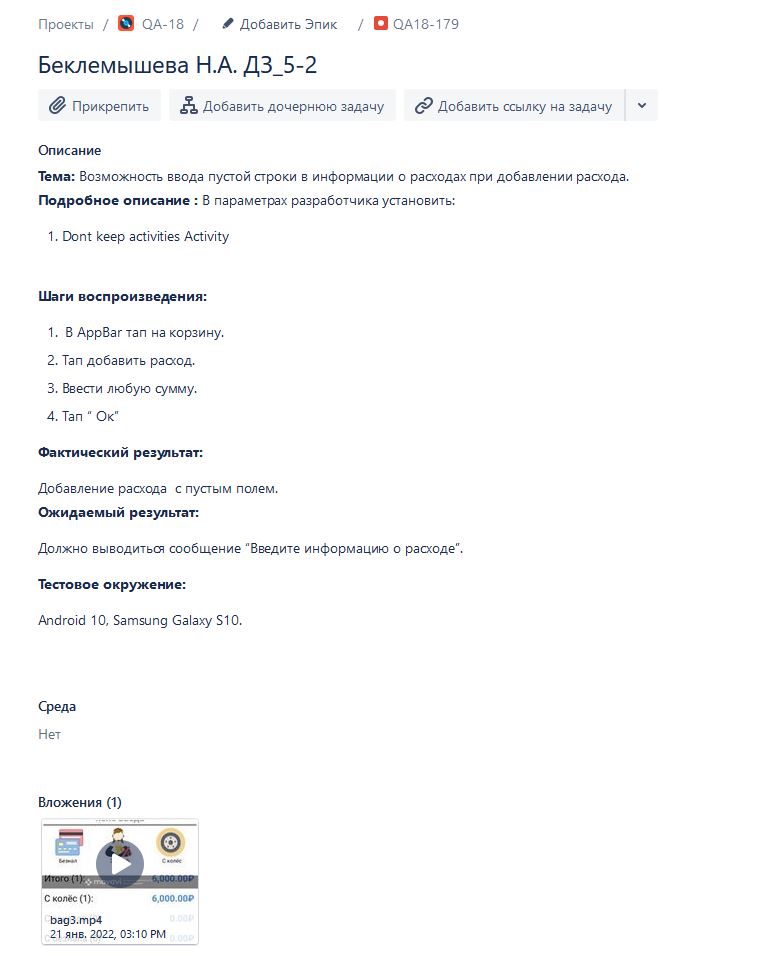 Проекты / QA-18 / Добавить Эпик / QA18-179
Беклемышева Н.А. ДЗ_5-2
Прикрепить Добавить дочернюю задачу Добавить ссылку на задачу
Описание
Тема: Возможность ввода пустой строки в информации о расходах при добавлении расхода.
Подробное описание : В параметрах разработчика установить:
1. Dont keep activities Activity
Шаги воспроизведения:
1. В AppBar тап на корзину.
2. Тап добавить расход.
3. Ввести любую сумму.
4. Тап “ Ок”
Фактический результат:
Добавление расхода с пустым полем.
Ожидаемый результат:
Должно выводиться сообщение “Введите информацию о расходе”.
Тестовое окружение:
Android 10, Samsung Galaxy S10.
Среда
Нет
Вложения (1)
Безнал С колёс
Итого (1): 6,000.00₽
С колёс (1): 6,000.00₽
0.00₽
bag3.mp4
21 янв. 2022, 03:10 PM
0.00₽